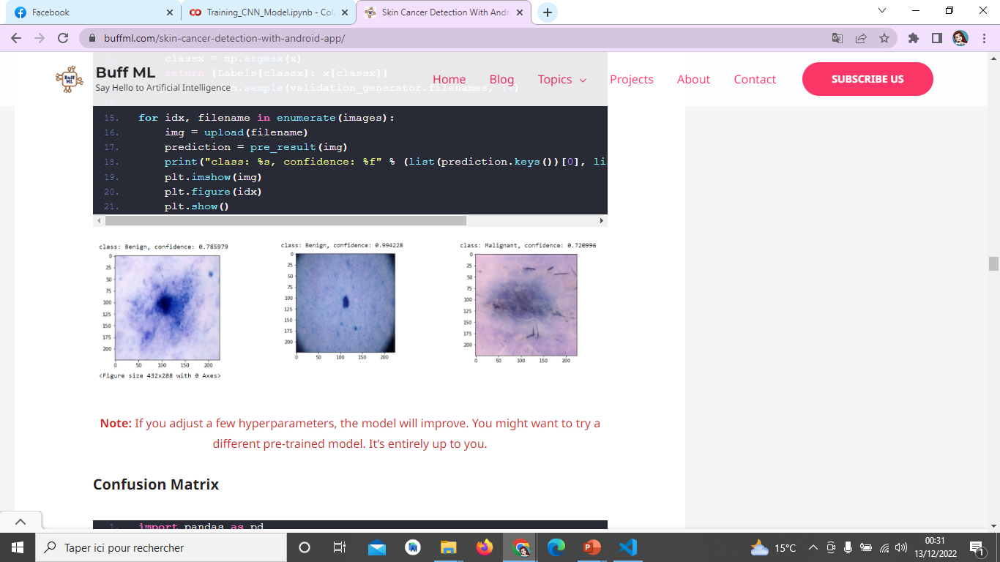 Facebook
Training_CNN_Model.ipynb - Col
Skin Cancer Detection With Andr
buffml.com/skin-cancer-detection-with-android-app/
11. classx = np.argmax(x)
return {Labels[classx]: x[classx]}
m.sample(validation_generator.filenames,
Buff ML
Buff ML
Say Hello to Artificial Intelligence
Home Blog Topics Projects About Contact SUBSCRIBE US
15. for idx, filename in enumerate(images):
16. img = upload(filename)
17. prediction = pre_result(img)
18. print("class: %s, confidence: %f" % (list(prediction.keys())[0], li
19. plt.imshow(img)
20. plt.figure(idx)
21. plt.show()
class: Benign, confidence: 0.785979
0
25
50
75
100
125
150
175
200
0 50 100 150 200
<Figure size 432x288 with 0 Axes>
class: Benign, confidence: 0.994228
0
25
50
75
100
125
150
175
200
0 50 100 150 200
class: Malignant, confidence: 0.720996
0
25
50
75
100
125
150
175
200
0 50 100 150 200
Note: If you adjust a few hyperparameters, the model will improve. You might want to try a
different pre-trained model. It's entirely up to you.
Confusion Matrix
1. import pandas as pd
Taper ici pour rechercher
15°C
00:31
13/12/2022
1